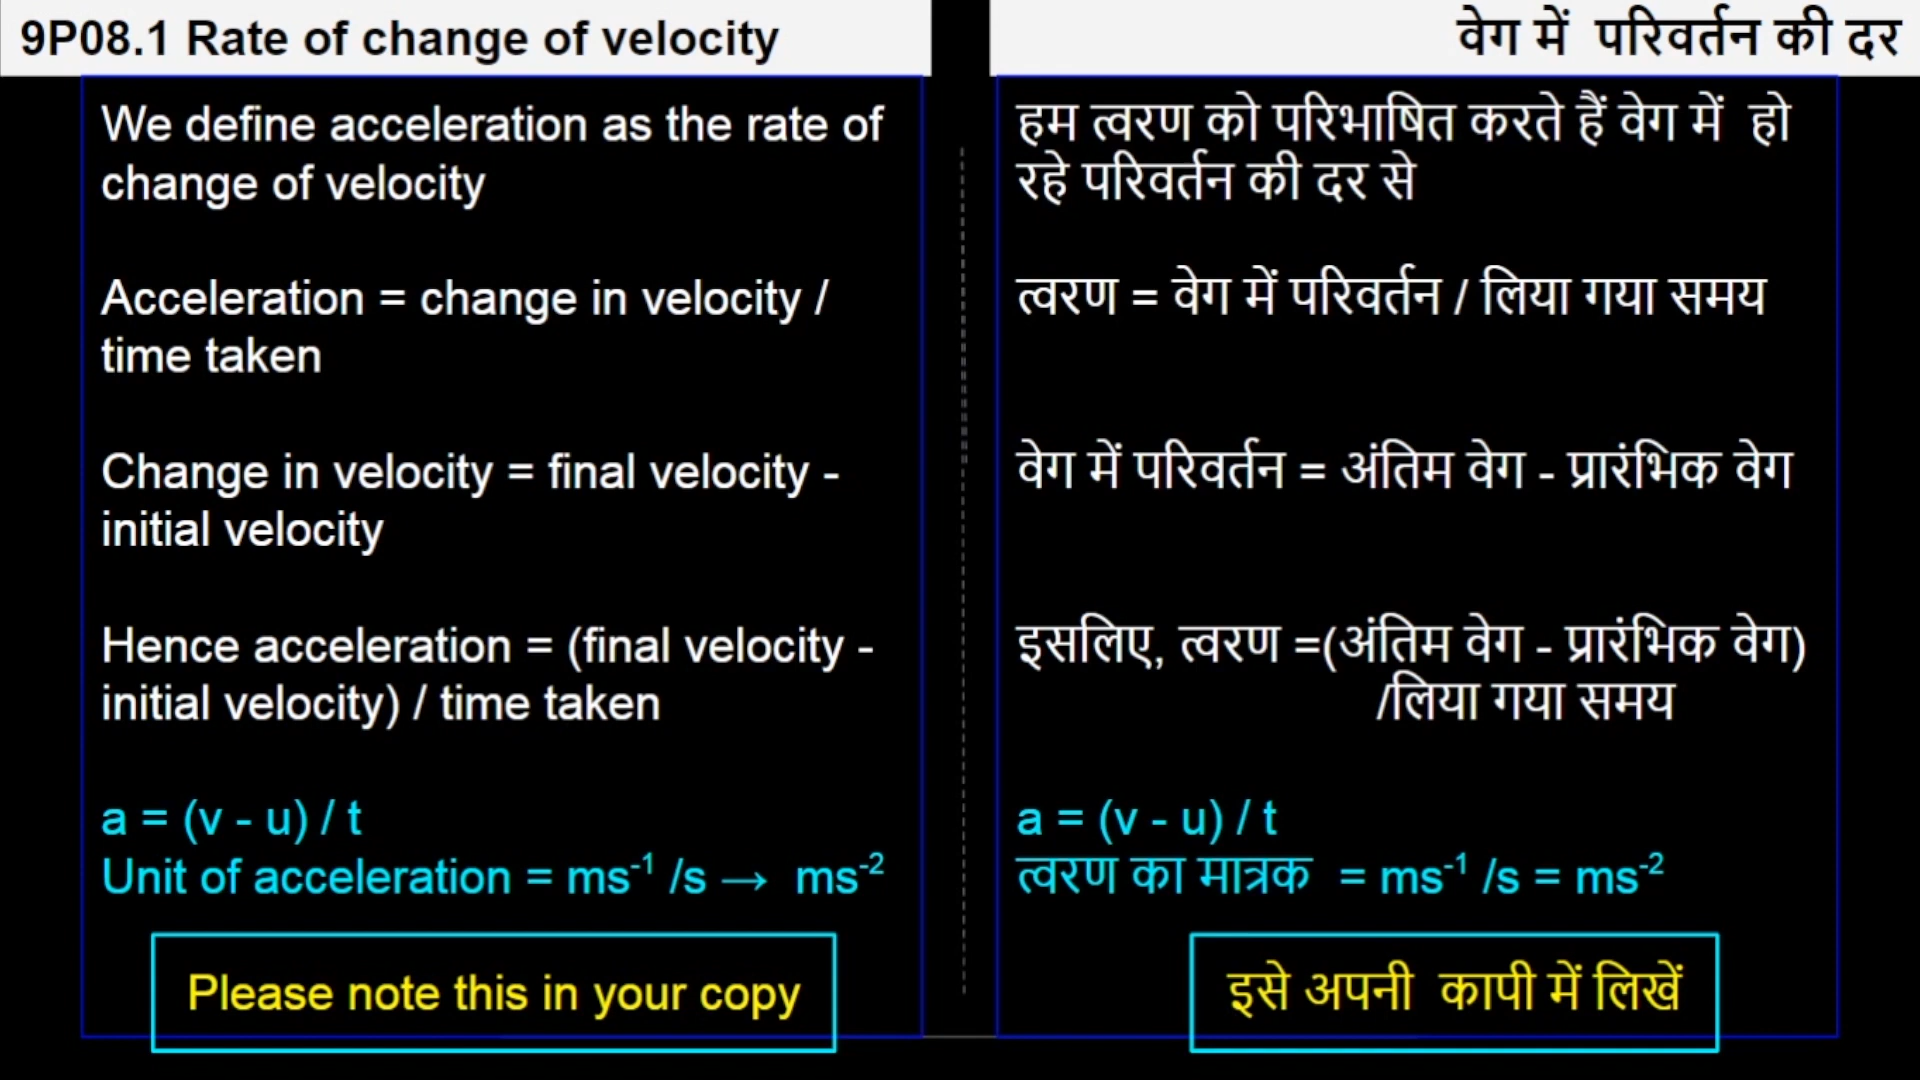 9P08.1 Rate of change of velocity
वेग में परिवर्तन की दर
We define acceleration as the rate of
change of velocity
Acceleration = change in velocity /
time taken
Change in velocity = final velocity -
initial velocity
Hence acceleration = (final velocity -
initial velocity) / time taken
a = (v - u) / t
Unit of acceleration = ms⁻¹ /s → ms⁻²
Please note this in your copy
हम त्वरण को परिभाषित करते हैं वेग में हो
रहे परिवर्तन की दर से
त्वरण = वेग में परिवर्तन / लिया गया समय
वेग में परिवर्तन = अंतिम वेग - प्रारंभिक वेग
इसलिए, त्वरण =(अंतिम वेग - प्रारंभिक वेग)
/लिया गया समय
a = (v - u) / t
त्वरण का मात्रक = ms⁻¹ /s = ms⁻²
इसे अपनी कापी में लिखें